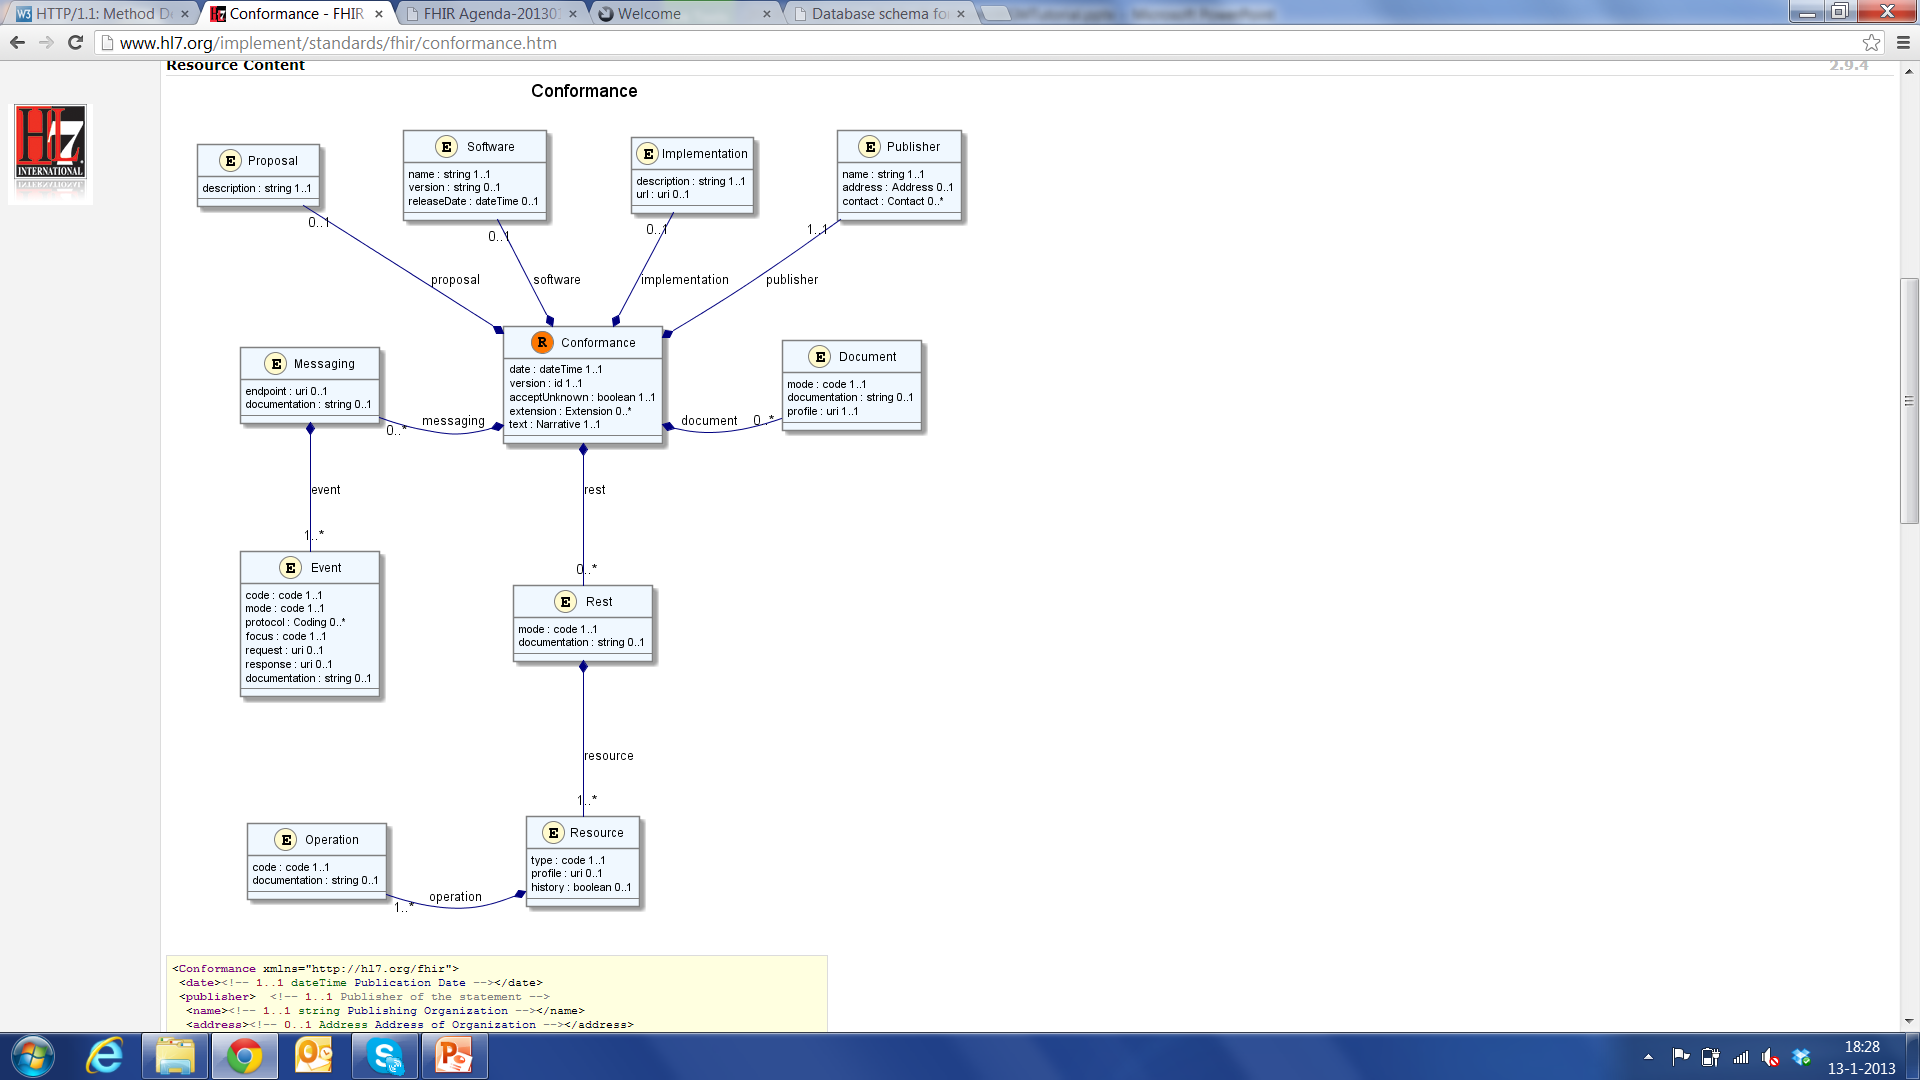 HTTP/1.1: Method De
Conformance - FHIR
FHIR Agenda-20130
Welcome
Database schema fo
Microsoft PowerPoint
www.hl7.org/implement/standards/fhir/conformance.htm
Resource Content
2.9.4
HL7
INTERNATIONAL
Conformance
E Proposal
description : string 1..1
E Software
name : string 1..1
version : string 0..1
releaseDate : dateTime 0..1
E Implementation
description : string 1..1
url : uri 0..1
E Publisher
name : string 1..1
address : Address 0..1
contact : Contact 0..*
0..1
0..1
0..1
1..1
proposal
software
implementation
publisher
E Messaging
endpoint : uri 0..1
documentation : string 0..1
R Conformance
date : dateTime 1..1
version : id 1..1
acceptUnknown : boolean 1..1
extension : Extension 0..*
text : Narrative 1..1
E Document
mode : code 1..1
documentation : string 0..1
profile : uri 1..1
0..*
messaging
document
0..*
event
1..*
rest
0..*
E Event
code : code 1..1
mode : code 1..1
protocol : Coding 0..*
focus : code 1..1
request : uri 0..1
response : uri 0..1
documentation : string 0..1
E Rest
mode : code 1..1
documentation : string 0..1
resource
1..*
E Operation
code : code 1..1
documentation : string 0..1
E Resource
type : code 1..1
profile : uri 0..1
history : boolean 0..1
1..*
operation
<Conformance xmlns="http://hl7.org/fhir">
<date><!-- 1..1 dateTime Publication Date --></date>
<publisher> <!-- 1..1 Publisher of the statement -->
<name><!-- 1..1 string Publishing Organization --></name>
<address><!-- 0..1 Address Address of Organization --></address>
18:28
13-1-2013